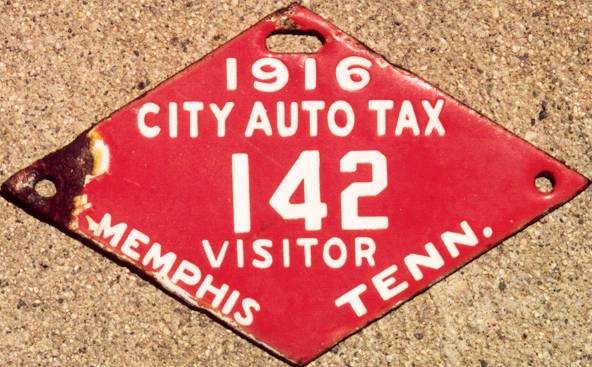 1916
CITY AUTO TAX
142
VISITOR
MEMPHIS TENN.